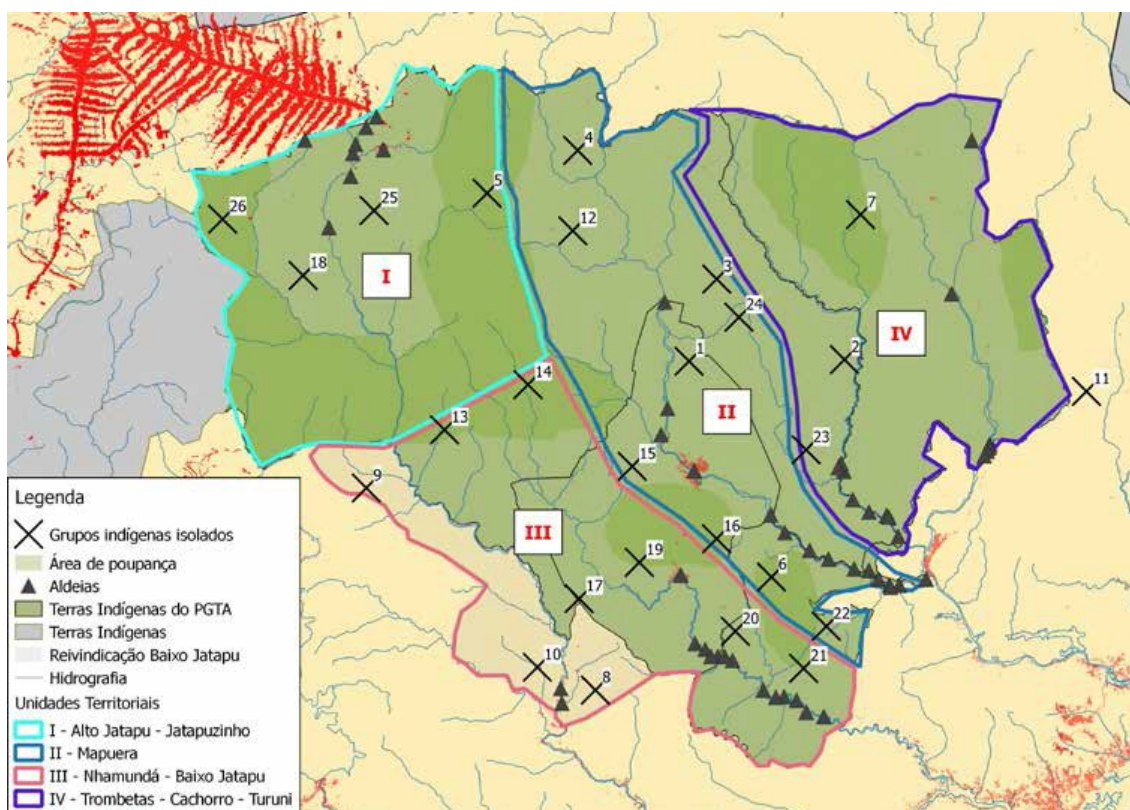 4
5
7
26
25
12
18
3
24
I
IV
1
2
14
11
II
13
23
15
9
III
16
19
6
17
22
20
21
10
8
Legenda
Grupos indígenas isolados
Área de poupança
Aldeias
Terras Indígenas do PGTA
Terras Indígenas
Reivindicação Baixo Jatapu
Hidrografia
Unidades Territoriais
I - Alto Jatapu - Jatapuzinho
II - Mapuera
III - Nhamundá - Baixo Jatapu
IV - Trombetas - Cachorro - Turuni